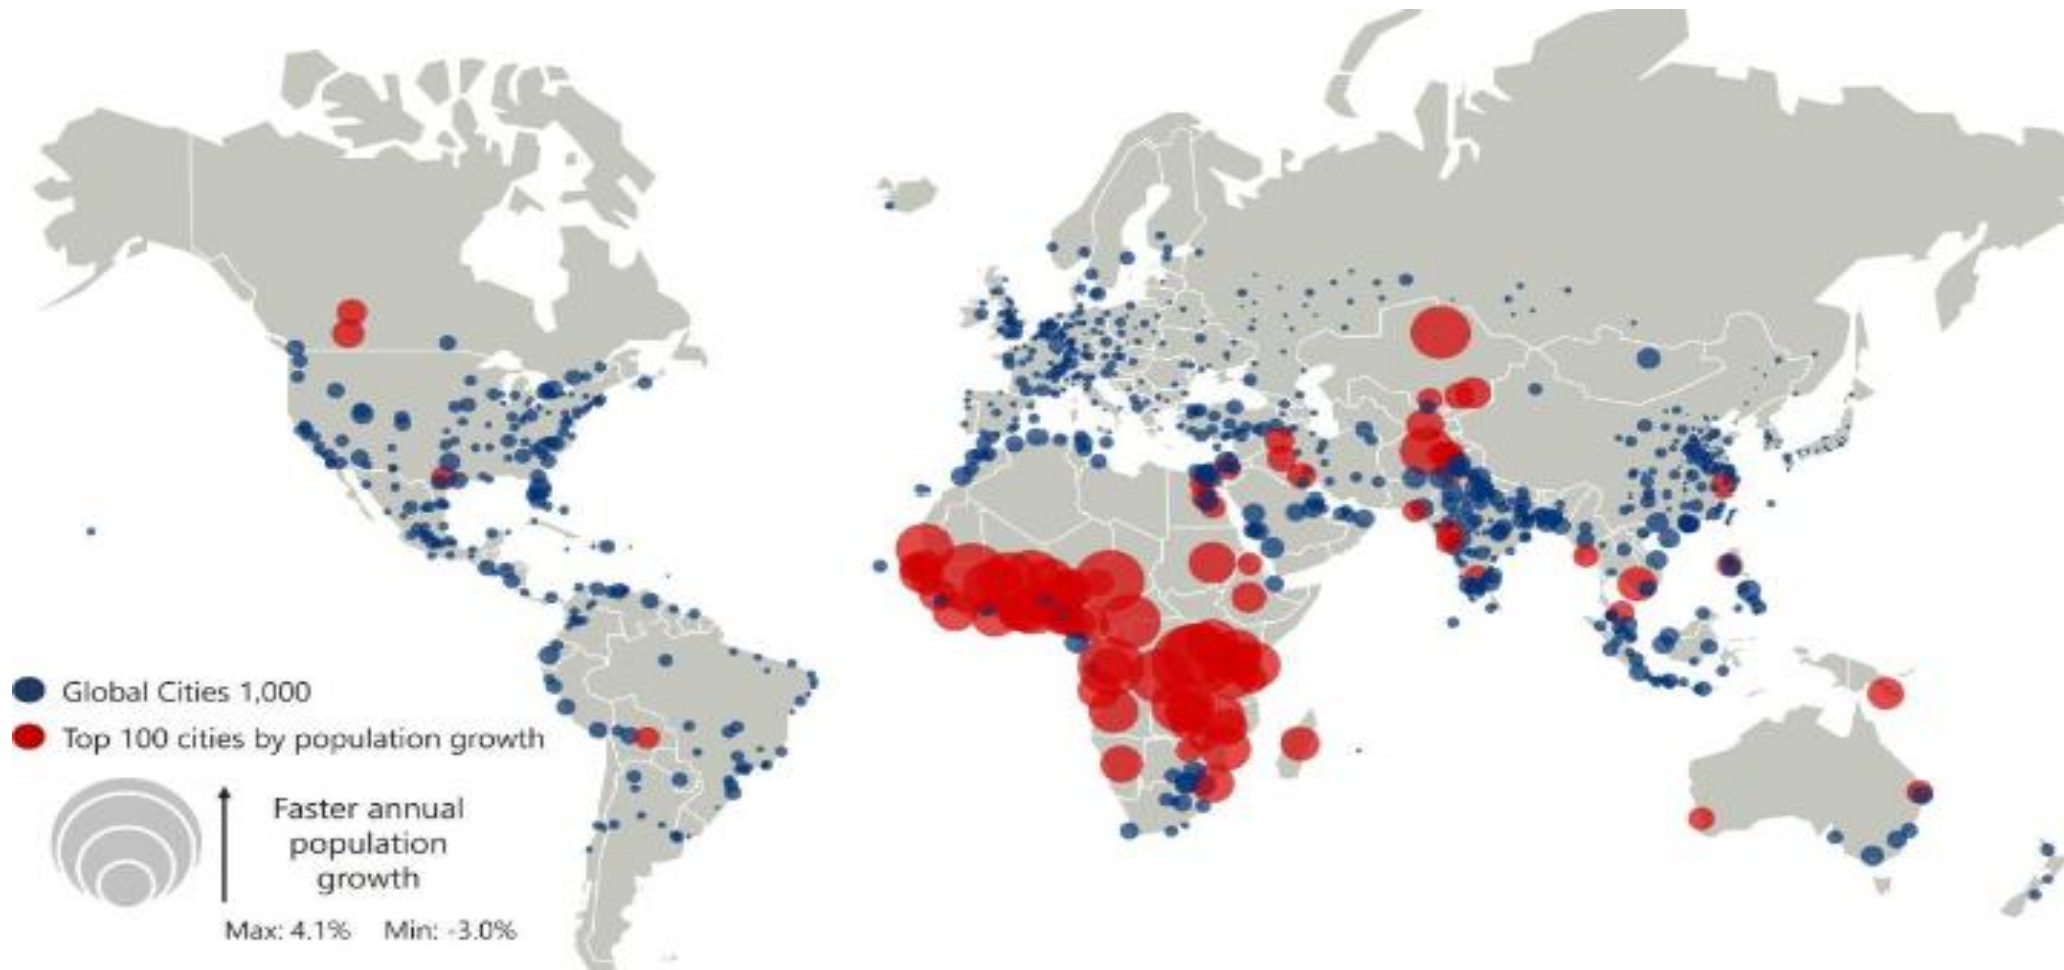 Global Cities 1,000
Top 100 cities by population growth
Faster annual
population
growth
Max: 4.1% Min: -3.0%